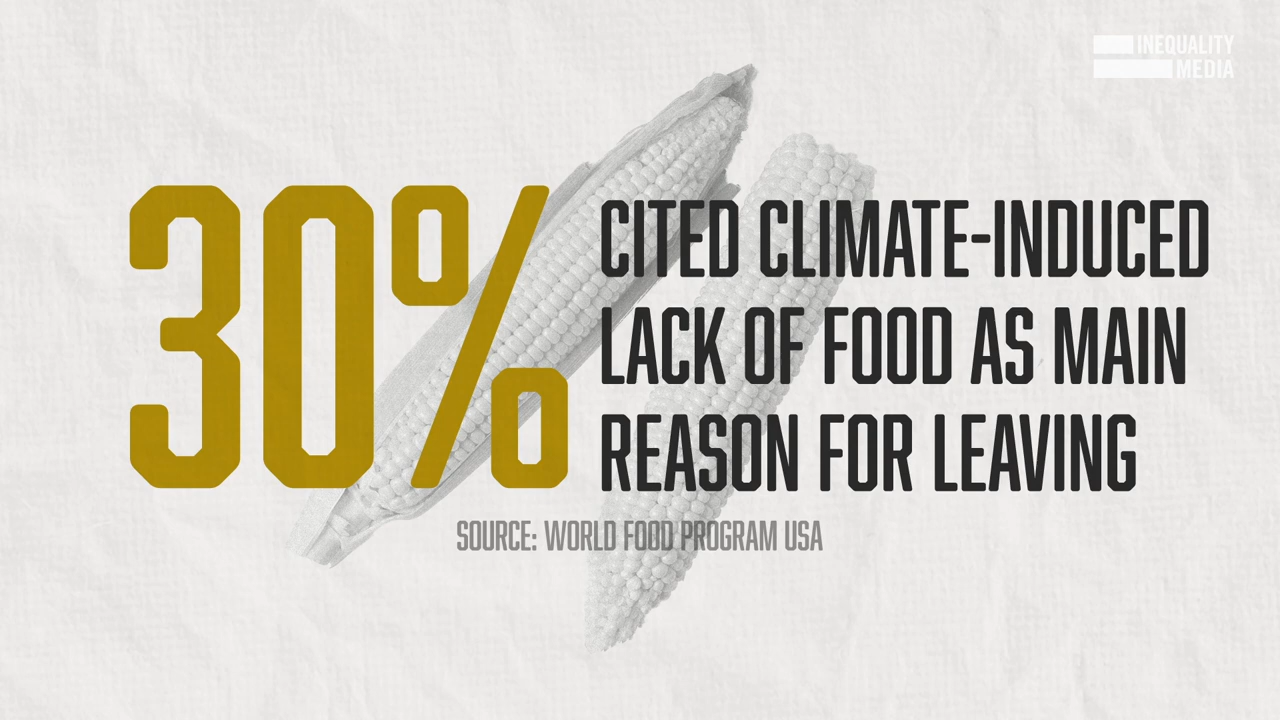 INEQUALITY
MEDIA
30%
CITED CLIMATE-INDUCED
LACK OF FOOD AS MAIN
REASON FOR LEAVING
SOURCE: WORLD FOOD PROGRAM USA